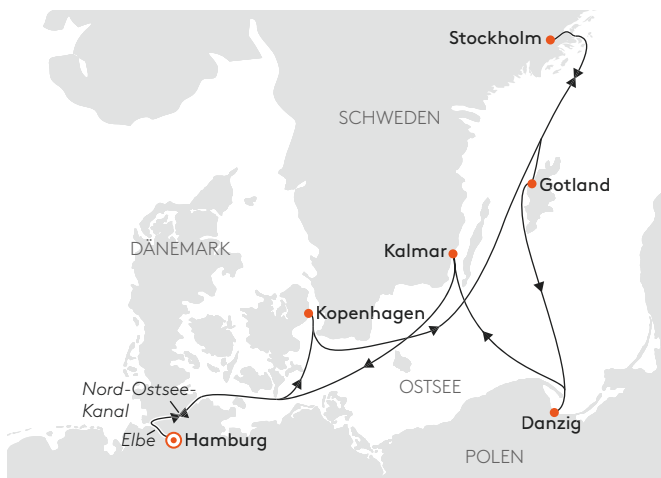 Stockholm
SCHWEDEN
Gotland
DÄNEMARK
Kalmar
Kopenhagen
Nord-Ostsee-
Kanal
OSTSEE
Elbe
Hamburg
Danzig
POLEN